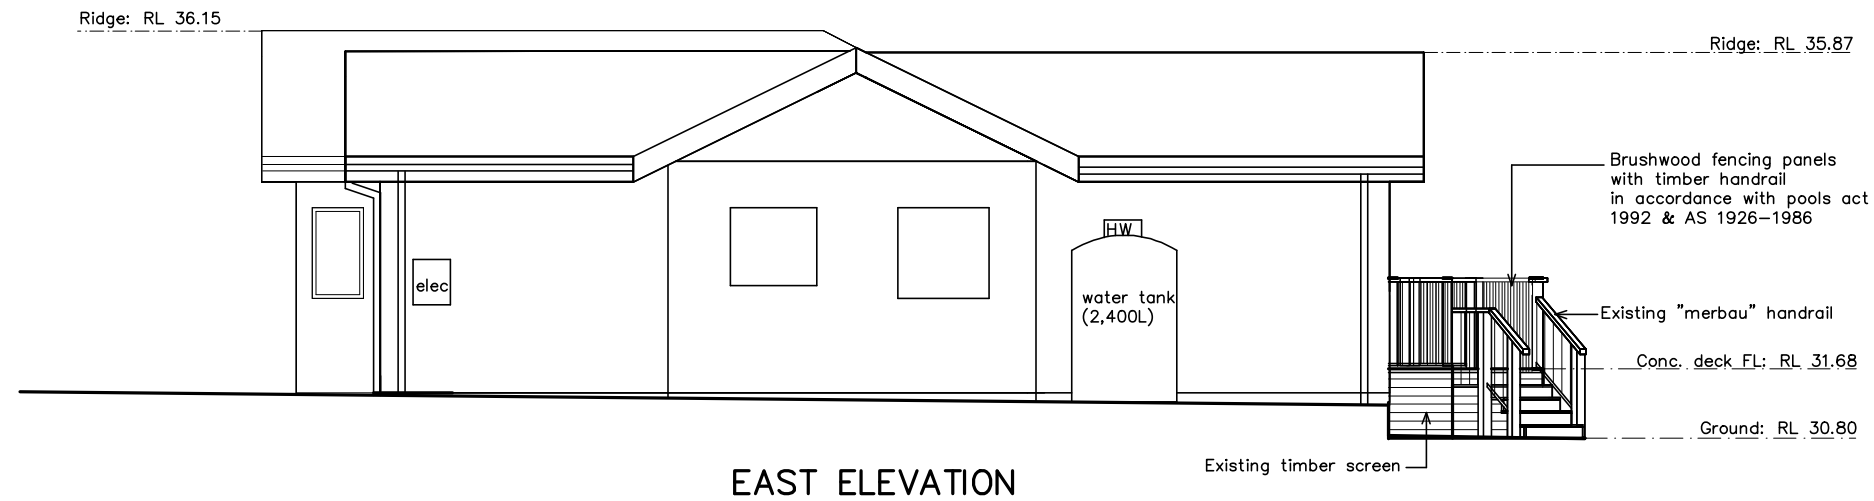 Ridge: RL 36.15
Ridge: RL 35.87
Brushwood fencing panels
with timber handrail
in accordance with pools act
1992 & AS 1926-1986
HW
elec
water tank
(2,400L)
Existing "merbau" handrail
Conc. deck FL: RL 31.68
Ground: RL 30.80
Existing timber screen
EAST ELEVATION